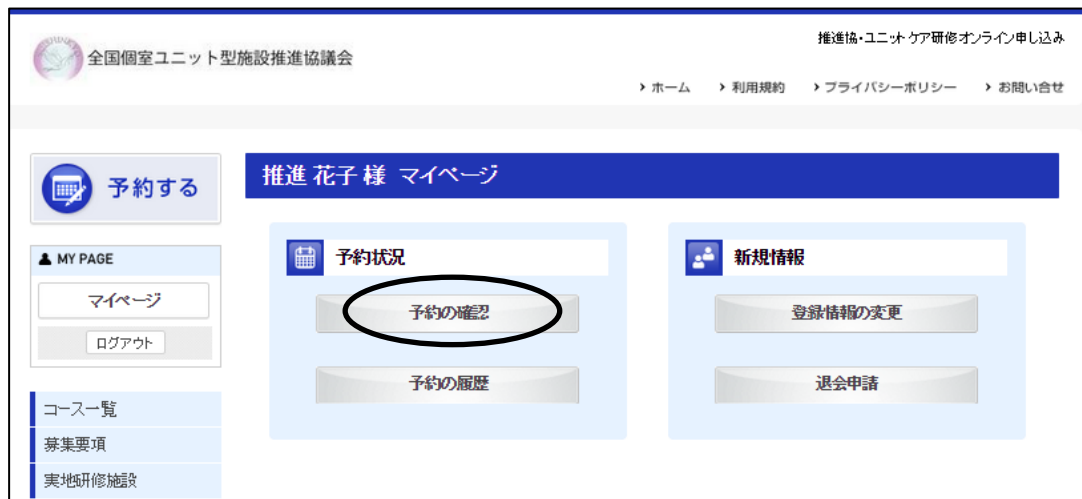 全国個室ユニット型施設推進協議会
推進協・ユニットケア研修オンライン申し込み
ホーム 利用規約 プライバシーポリシー お問い合せ
予約する
MY PAGE
マイページ
ログアウト
コース一覧
募集要項
実地研修施設
推進 花子 様 マイページ
予約状況
予約の確認
予約の履歴
新規情報
登録情報の変更
退会申請